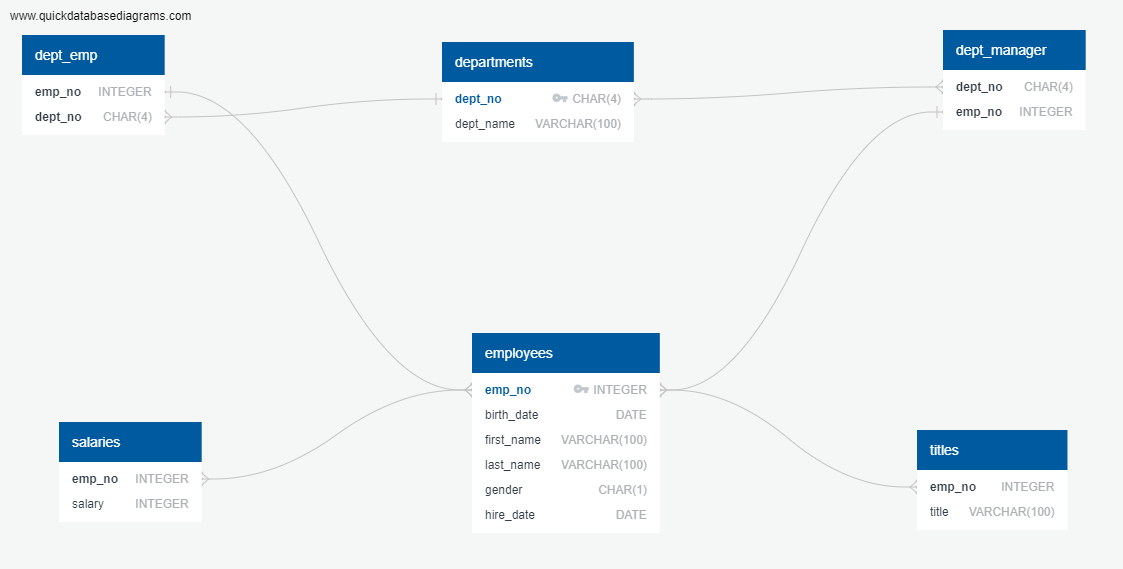 www.quickdatabasediagrams.com
dept_emp
emp_no INTEGER
dept_no CHAR(4)
departments
dept_no CHAR(4)
dept_name VARCHAR(100)
dept_manager
dept_no CHAR(4)
emp_no INTEGER
employees
emp_no INTEGER
birth_date DATE
first_name VARCHAR(100)
last_name VARCHAR(100)
gender CHAR(1)
hire_date DATE
salaries
emp_no INTEGER
salary INTEGER
titles
emp_no INTEGER
title VARCHAR(100)